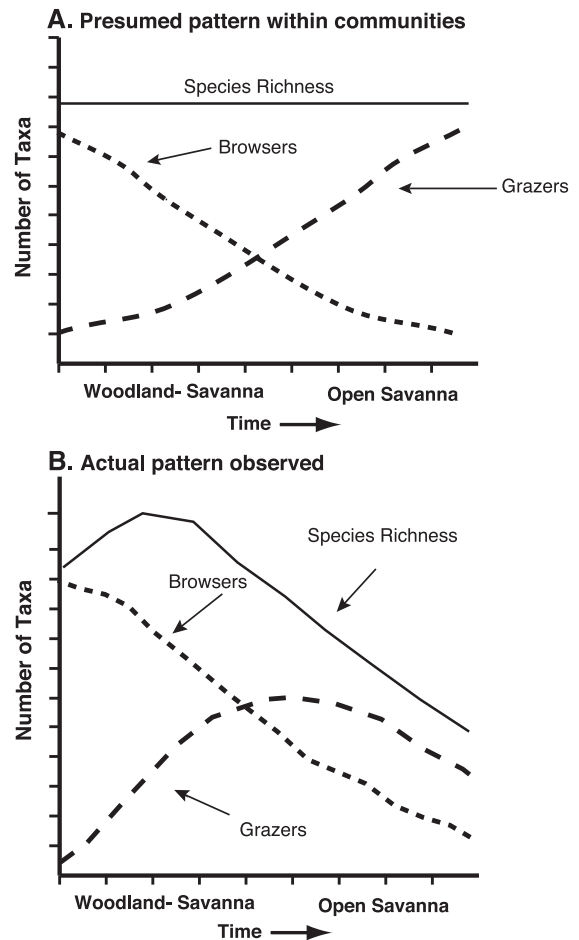 A. Presumed pattern within communities
Species Richness
Browsers
Grazers
Number of Taxa
Woodland- Savanna
Open Savanna
Time
B. Actual pattern observed
Species Richness
Browsers
Number of Taxa
Grazers
Woodland- Savanna
Open Savanna
Time